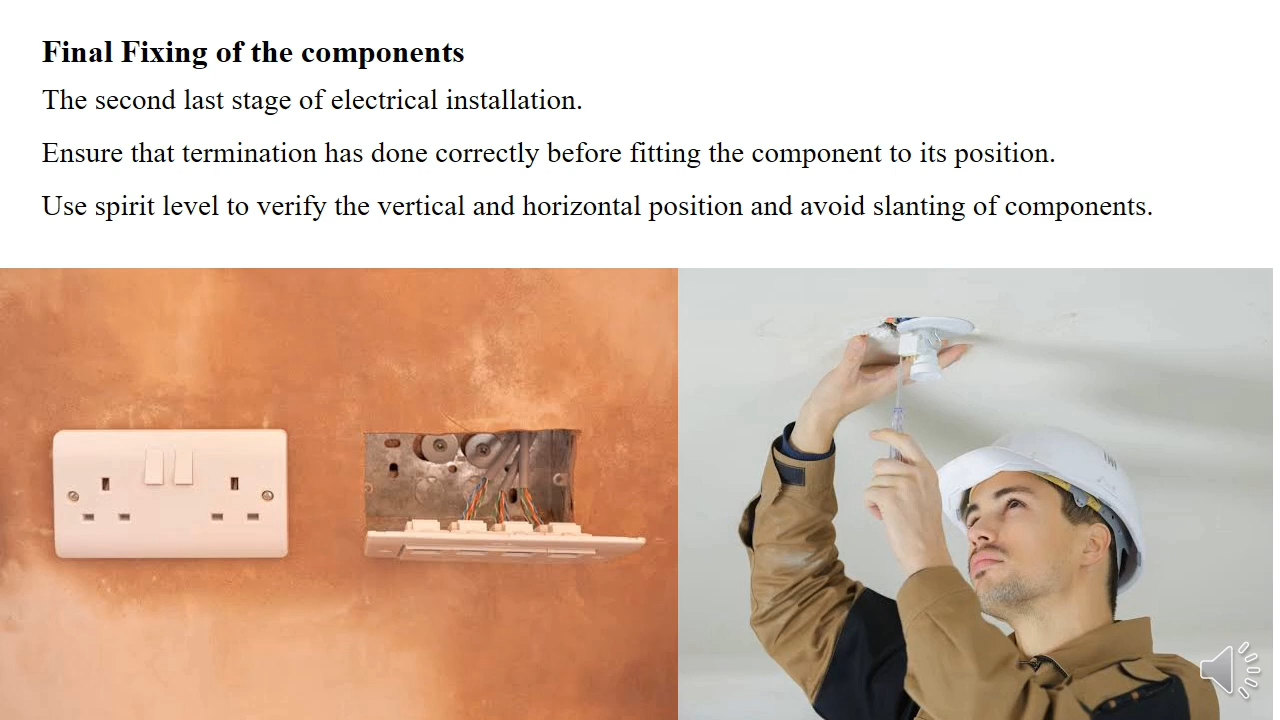 Final Fixing of the components
The second last stage of electrical installation.
Ensure that termination has done correctly before fitting the component to its position.
Use spirit level to verify the vertical and horizontal position and avoid slanting of components.